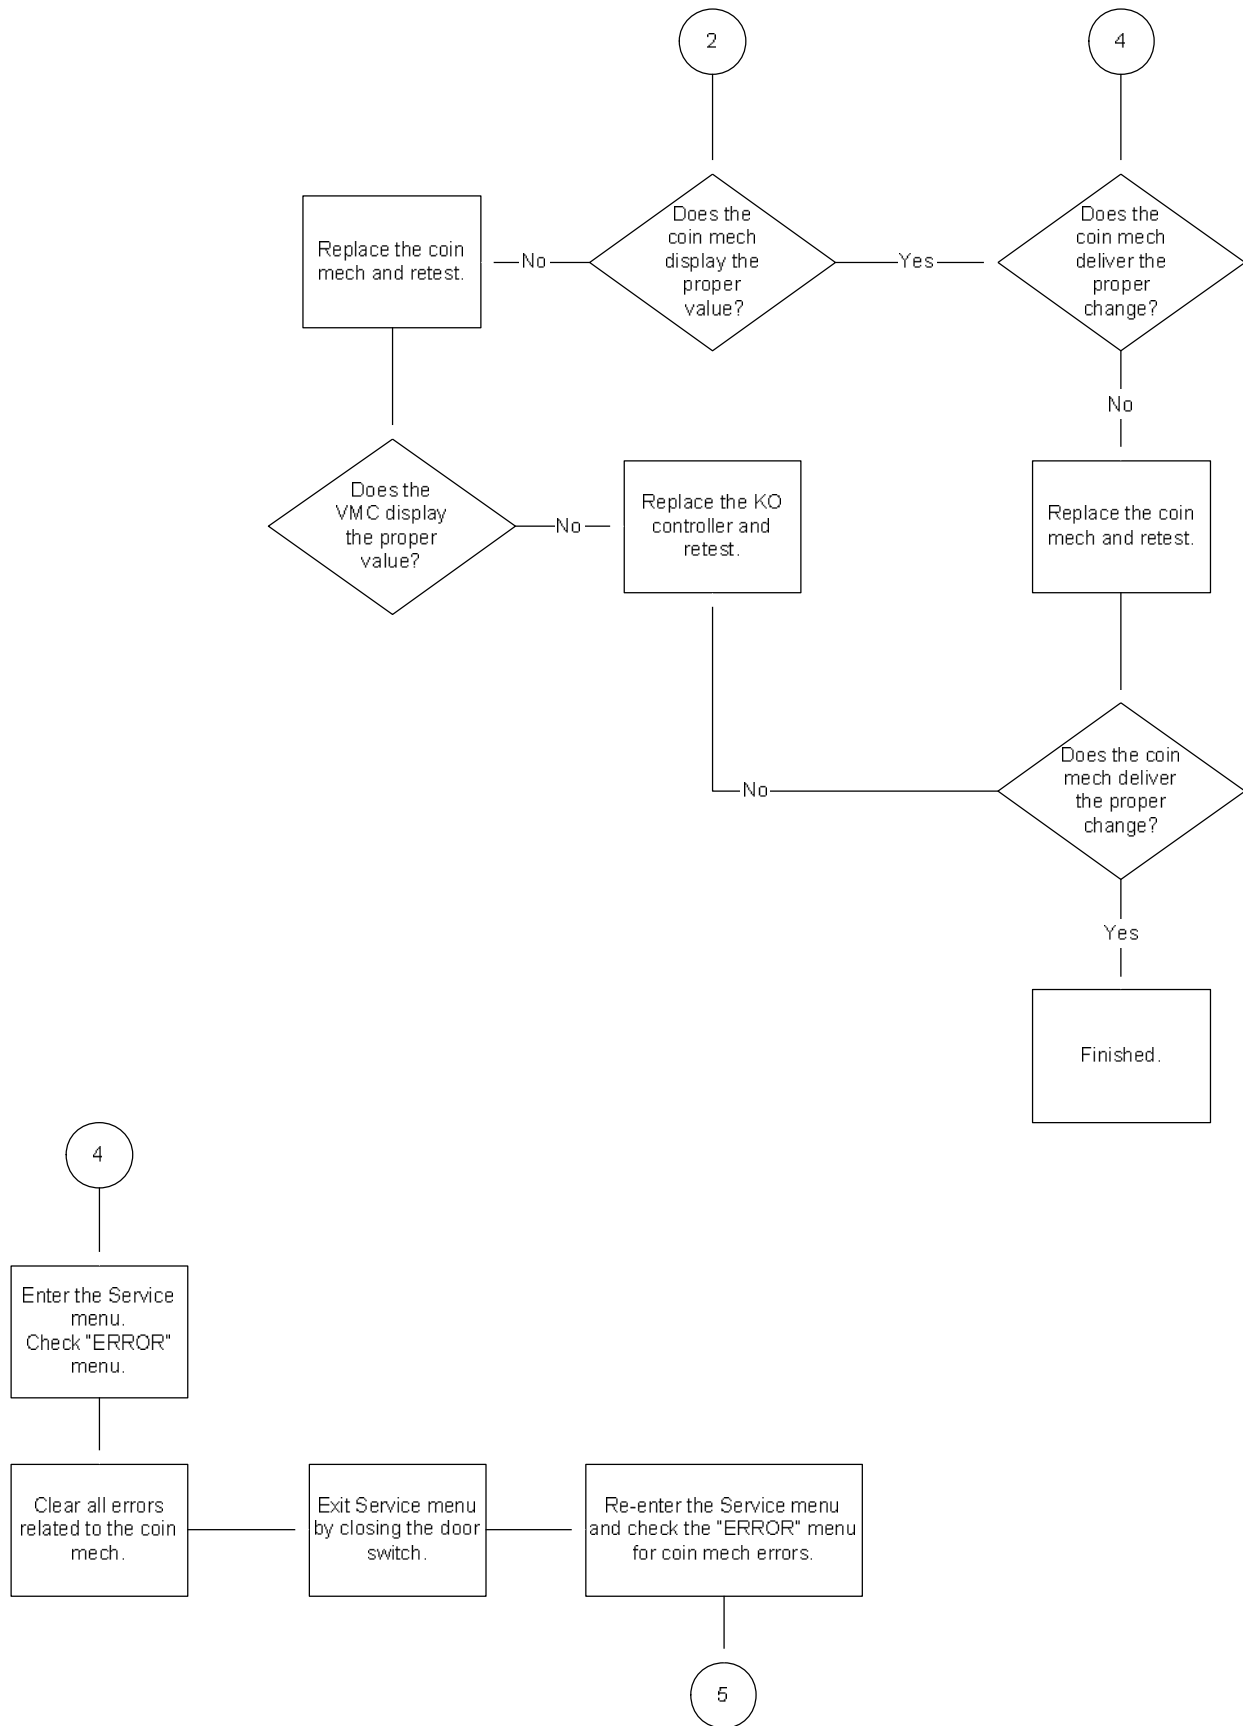 2
4
Does the
coin mech
display the
proper
value?
Does the
coin mech
deliver the
proper
change?
Replace the coin
mech and retest.
No
Yes
No
Does the
VMC display
the proper
value?
No
Replace the KO
controller and
retest.
Replace the coin
mech and retest.
Does the coin
mech deliver
the proper
change?
No
Yes
Finished.
4
Enter the Service
menu.
Check "ERROR"
menu.
Clear all errors
related to the coin
mech.
Exit Service menu
by closing the door
switch.
Re-enter the Service menu
and check the "ERROR" menu
for coin mech errors.
5